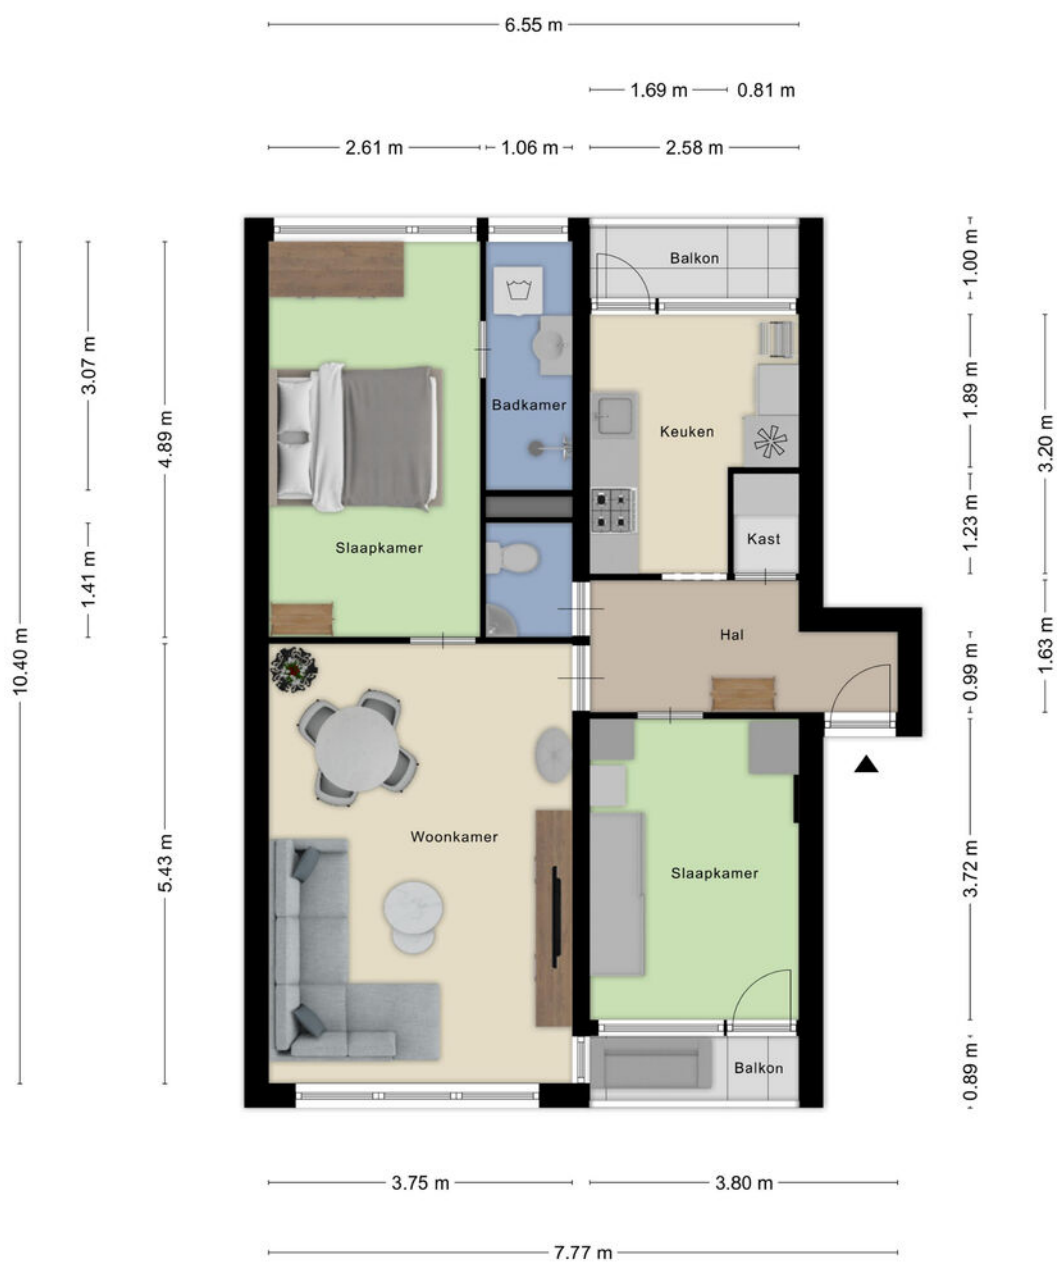 6.55 m
1.69 m
0.81 m
2.61 m
1.06 m
2.58 m
1.00 m
Balkon
3.07 m
4.89 m
1.89 m
3.20 m
Badkamer
Keuken
Slaapkamer
Kast
1.23 m
1.41 m
Hal
10.40 m
0.99 m
1.63 m
Woonkamer
5.43 m
Slaapkamer
3.72 m
Balkon
0.89 m
3.75 m
3.80 m
7.77 m